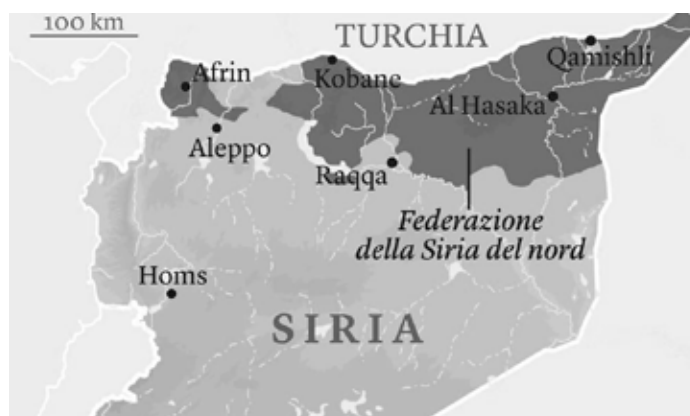 100 km
TURCHIA
Afrin
Kobane
Qamishli
Al Hasaka
Aleppo
Raqqa
Federazione
della Siria del nord
Homs
SIRIA